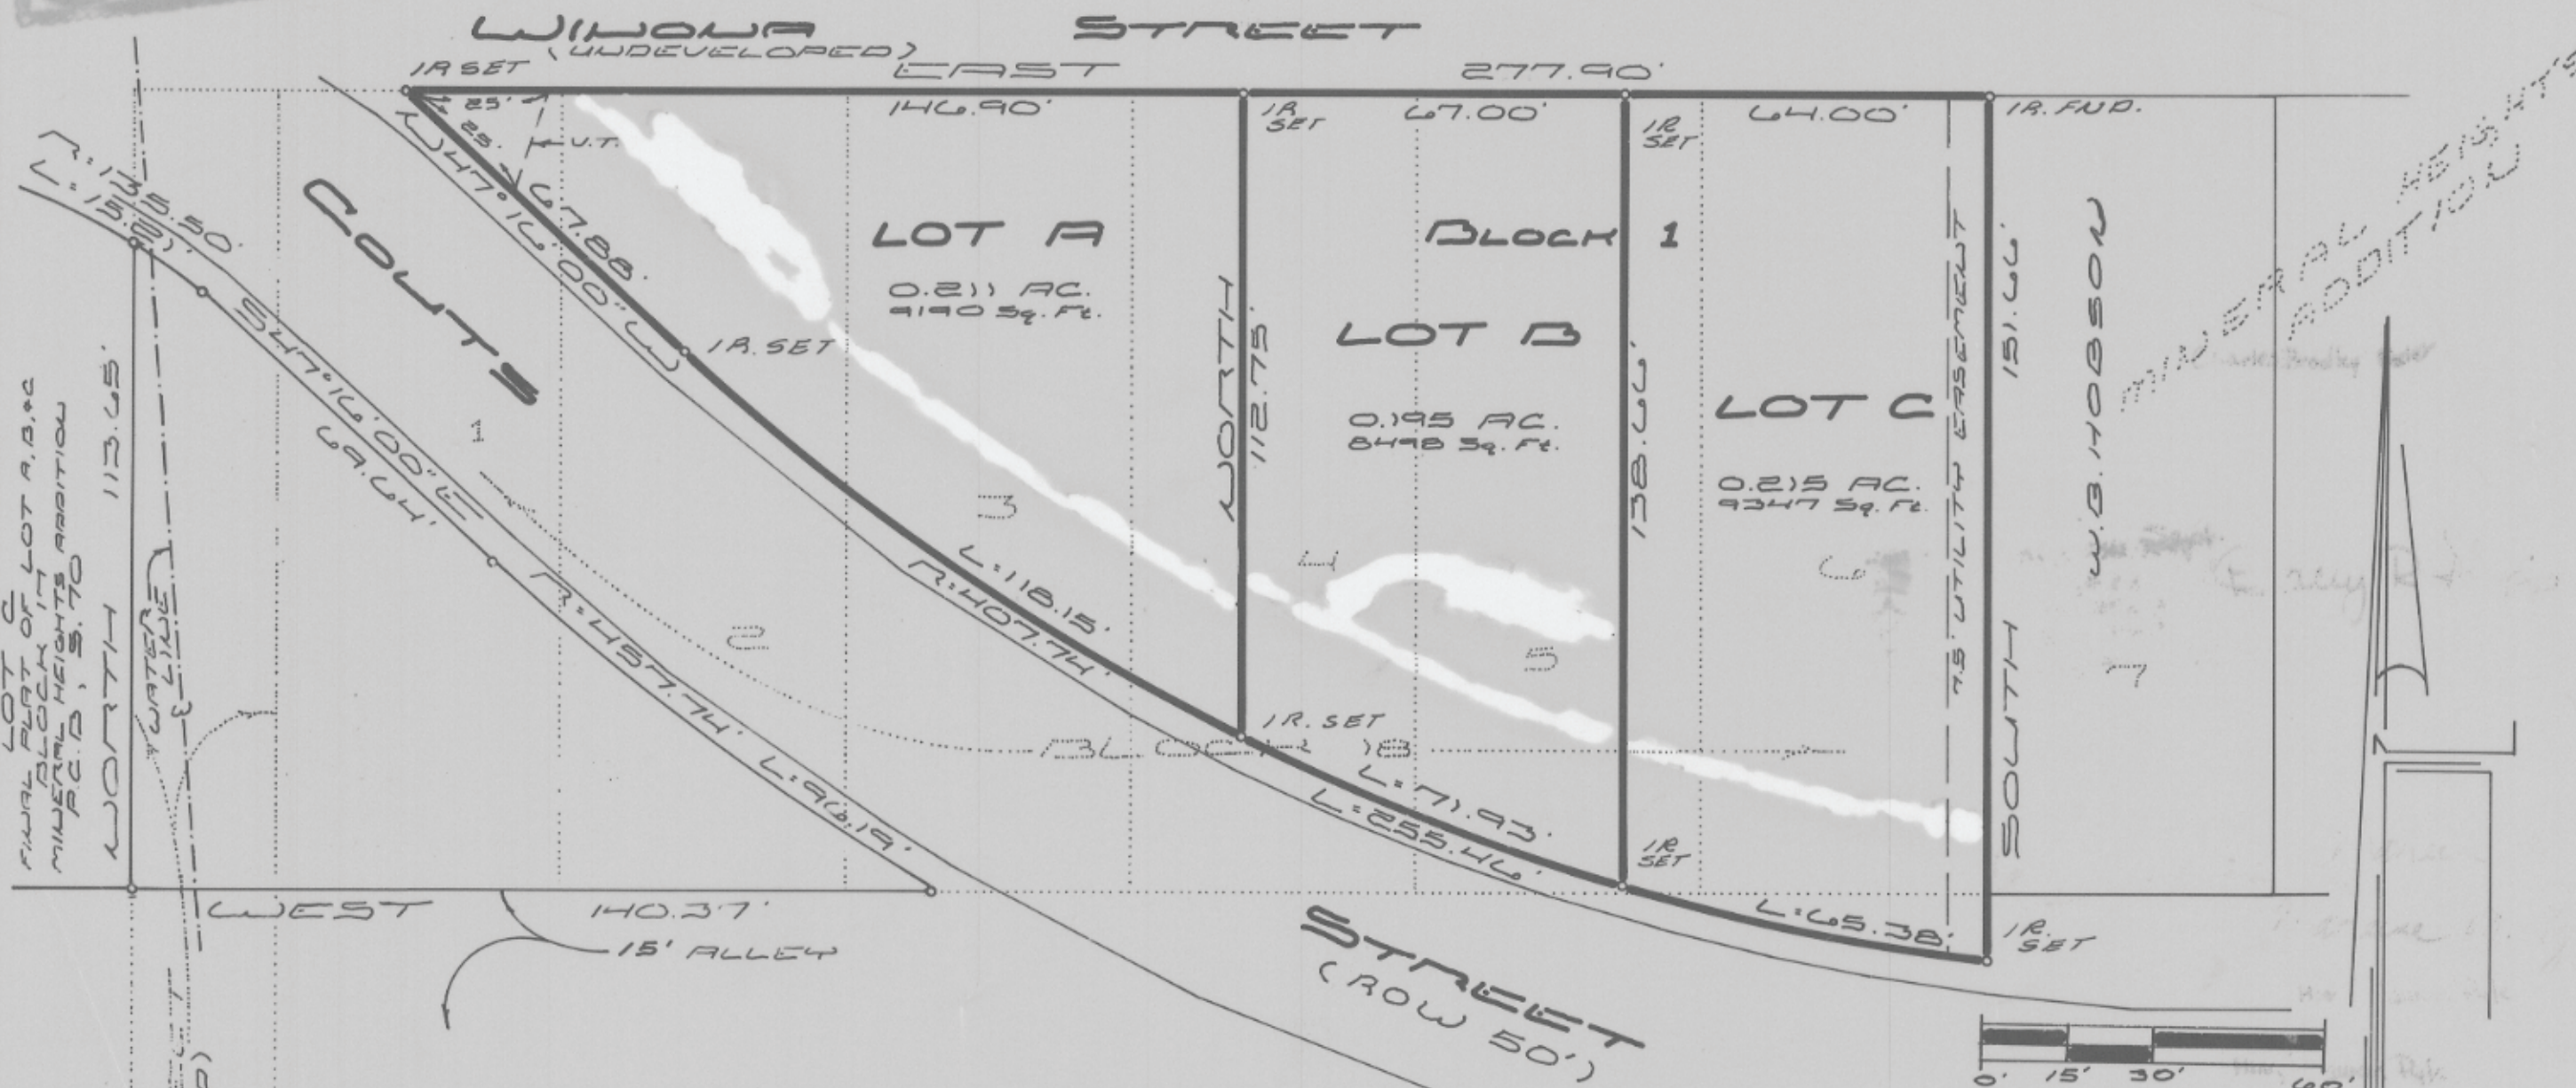 WINONA STREET
(UNDEVELOPED)
EAST 277.90'
IR SET
25'
25'
U.T.
146.90'
IR SET
67.00'
IR SET
64.00'
IR. FND.
R=135.50'
L=15.21'
COUTS
N47°16'00"W
67.88'
LOT A
0.211 AC.
9190 Sq. Ft.
BLOCK 1
LOT B
0.195 AC.
8498 Sq. Ft.
LOT C
0.215 AC.
9347 Sq. Ft.
NORTH
112.75'
138.66'
7.5' UTILITY EASEMENT
SOUTH 151.66'
W.B. HOBSON
MINERAL HEIGHTS
ADDITION
IR. SET
S47°16'00"E
69.64'
1
2
3
4
5
6
7
L=118.15'
R=407.74'
R=457.74' L=96.19'
IR. SET
BLOCK 18
L=71.93'
L=255.46'
IR SET
L=65.38'
IR. SET
LOT
FINAL PLAT OF LOT A,B,&C
BLOCK 17
MINERAL HEIGHTS ADDITION
P.C. B, S. 70
NORTH 113.65'
WATER LINE
WEST 140.37'
15' ALLEY
STREET
(ROW 50')
0' 15' 30' 60'